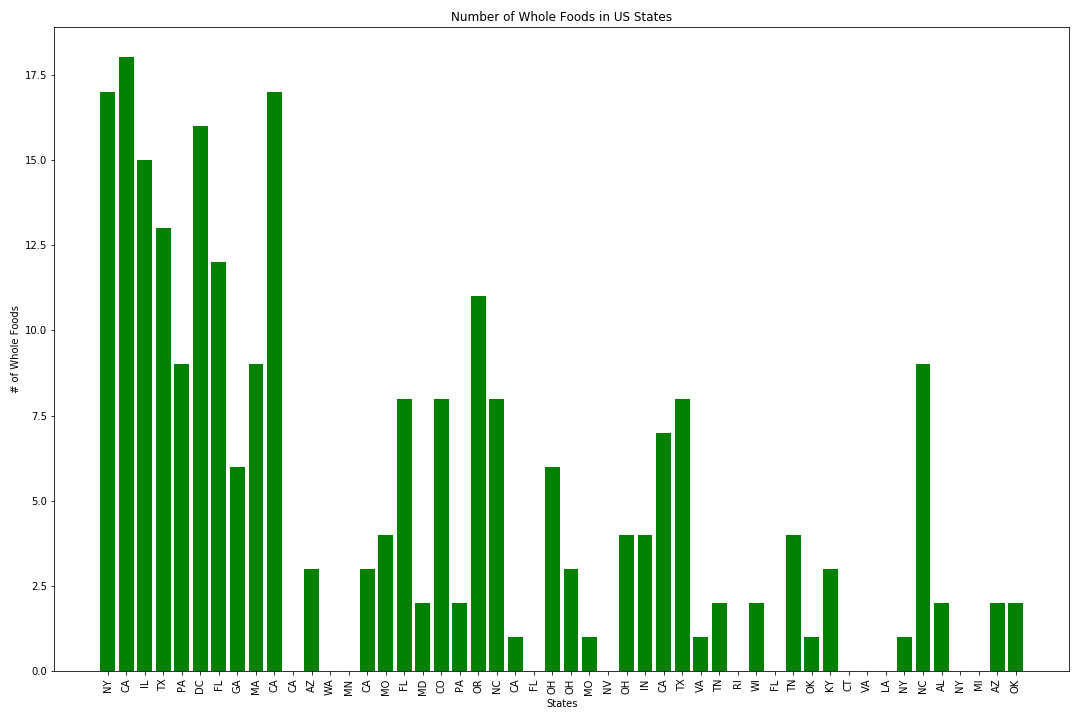 Number of Whole Foods in US States
17.5
15.0
12.5
10.0
7.5
5.0
2.5
0.0
# of Whole Foods
NY CA IL TX PA DC FL GA MA CA CA AZ WA MN CA MO FL MD CO PA OR NC CA FL OH OH MO NV OH IN CA TX VA TN RI WI FL TN OK KY CT VA LA NY NC AL NY MI AZ OK
States